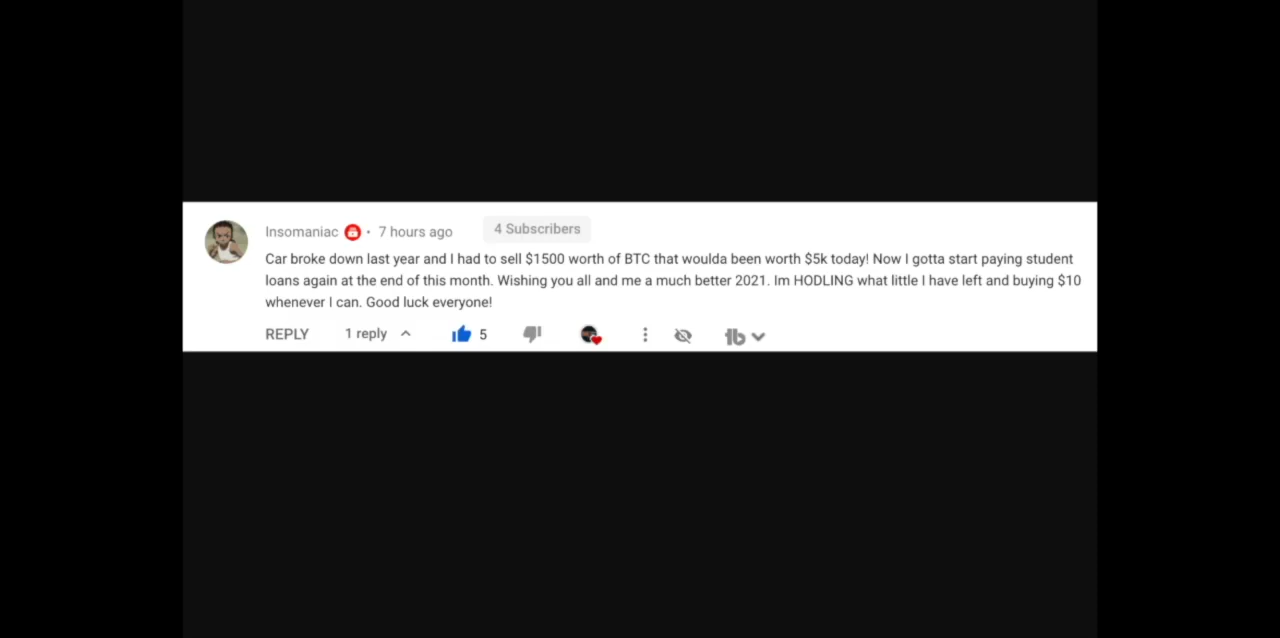 Insomaniac • 7 hours ago 4 Subscribers
Car broke down last year and I had to sell $1500 worth of BTC that woulda been worth $5k today! Now I gotta start paying student
loans again at the end of this month. Wishing you all and me a much better 2021. Im HODLING what little I have left and buying $10
whenever I can. Good luck everyone!
REPLY 1 reply 5 tb